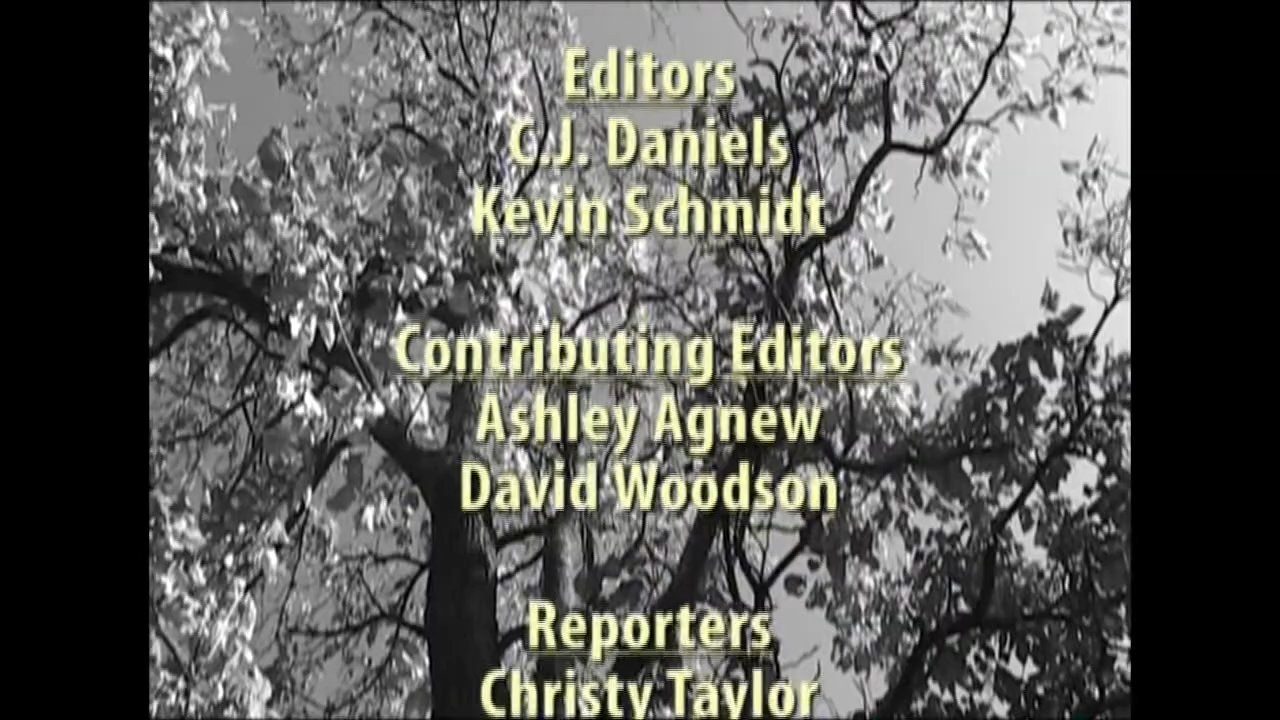 Editors
C.J. Daniels
Kevin Schmidt
Contributing Editors
Ashley Agnew
David Woodson
Reporters
Christy Taylor